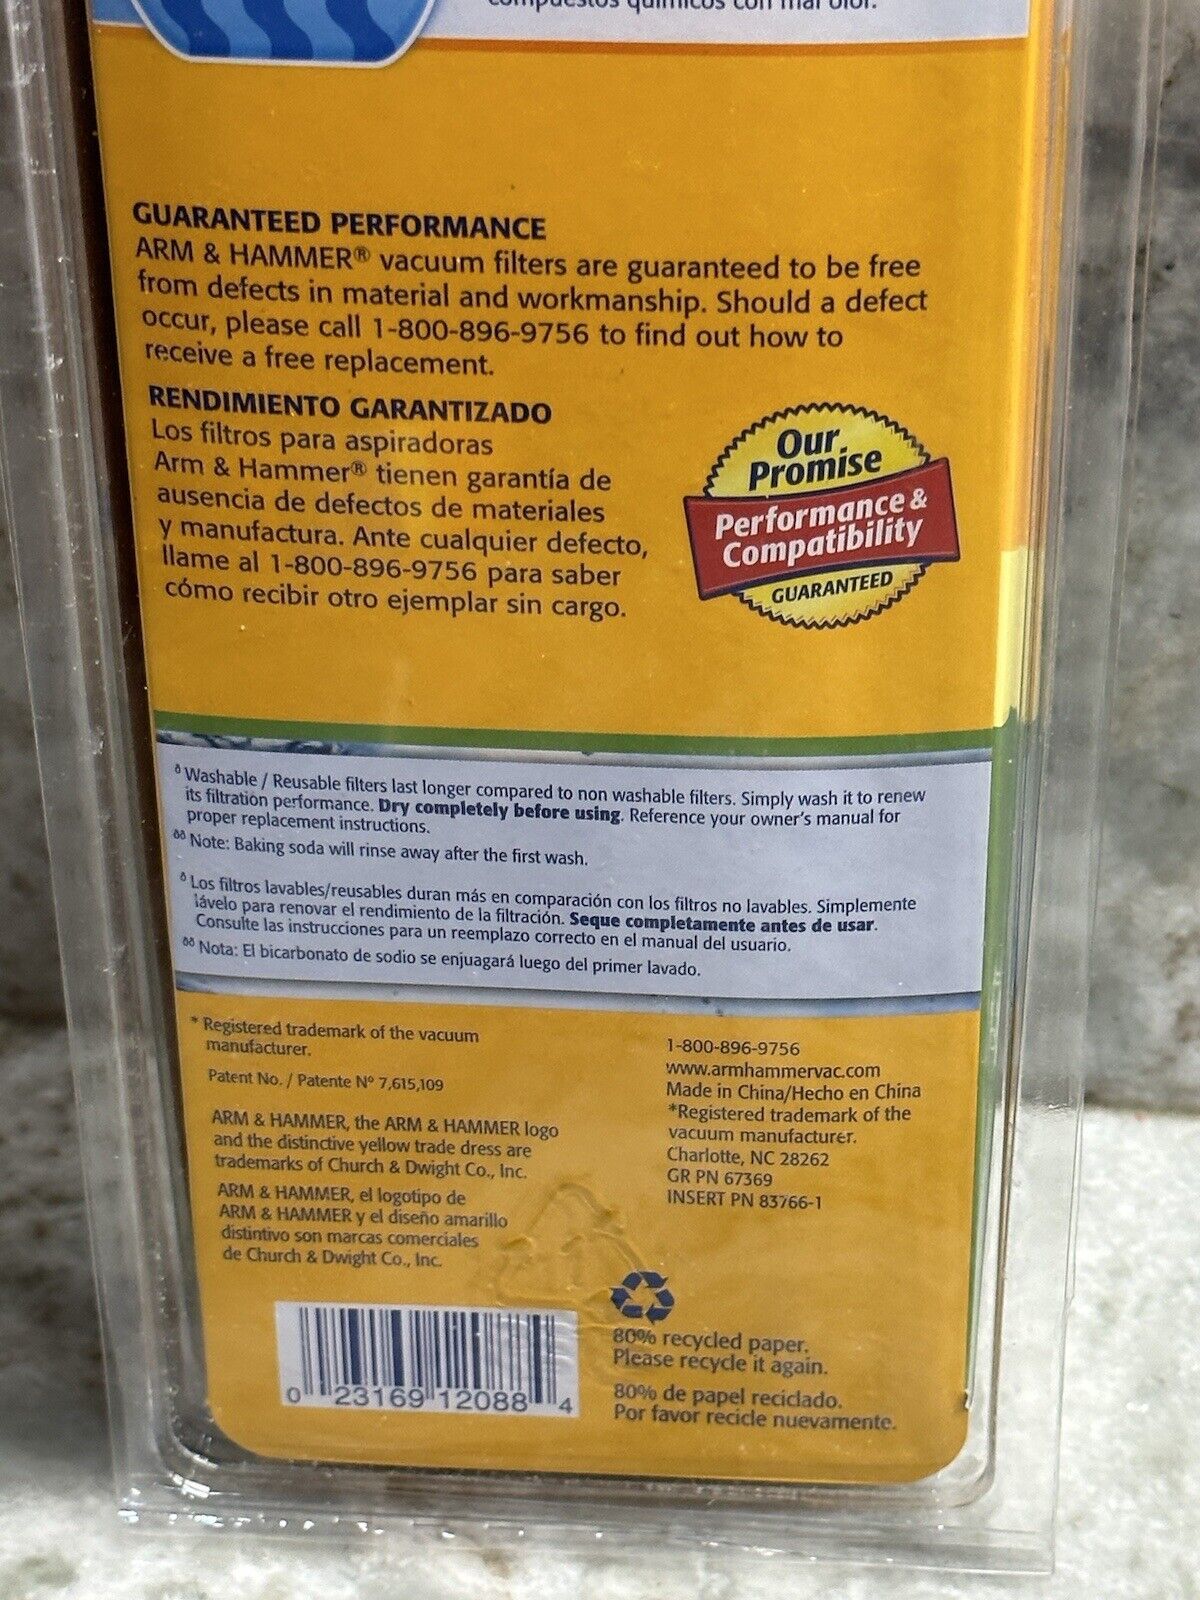 compuestos químicos con mal olor.
GUARANTEED PERFORMANCE
ARM & HAMMER® vacuum filters are guaranteed to be free
from defects in material and workmanship. Should a defect
occur, please call 1-800-896-9756 to find out how to
receive a free replacement.
RENDIMIENTO GARANTIZADO
Los filtros para aspiradoras
Arm & Hammer® tienen garantía de
ausencia de defectos de materiales
y manufactura. Ante cualquier defecto,
llame al 1-800-896-9756 para saber
cómo recibir otro ejemplar sin cargo.
Our
Promise
Performance &
Compatibility
GUARANTEED
δ Washable / Reusable filters last longer compared to non washable filters. Simply wash it to renew
its filtration performance. Dry completely before using. Reference your owner's manual for
proper replacement instructions.
δδ Note: Baking soda will rinse away after the first wash.
δ Los filtros lavables/reusables duran más en comparación con los filtros no lavables. Simplemente
lávelo para renovar el rendimiento de la filtración. Seque completamente antes de usar.
Consulte las instrucciones para un reemplazo correcto en el manual del usuario.
δδ Nota: El bicarbonato de sodio se enjuagará luego del primer lavado.
* Registered trademark of the vacuum
manufacturer.
Patent No. / Patente Nº 7,615,109
ARM & HAMMER, the ARM & HAMMER logo
and the distinctive yellow trade dress are
trademarks of Church & Dwight Co., Inc.
ARM & HAMMER, el logotipo de
ARM & HAMMER y el diseño amarillo
distintivo son marcas comerciales
de Church & Dwight Co., Inc.
1-800-896-9756
www.armhammervac.com
Made in China/Hecho en China
*Registered trademark of the
vacuum manufacturer.
Charlotte, NC 28262
GR PN 67369
INSERT PN 83766-1
1
80% recycled paper.
Please recycle it again.
80% de papel reciclado.
Por favor recicle nuevamente.
0 23169 12088 4